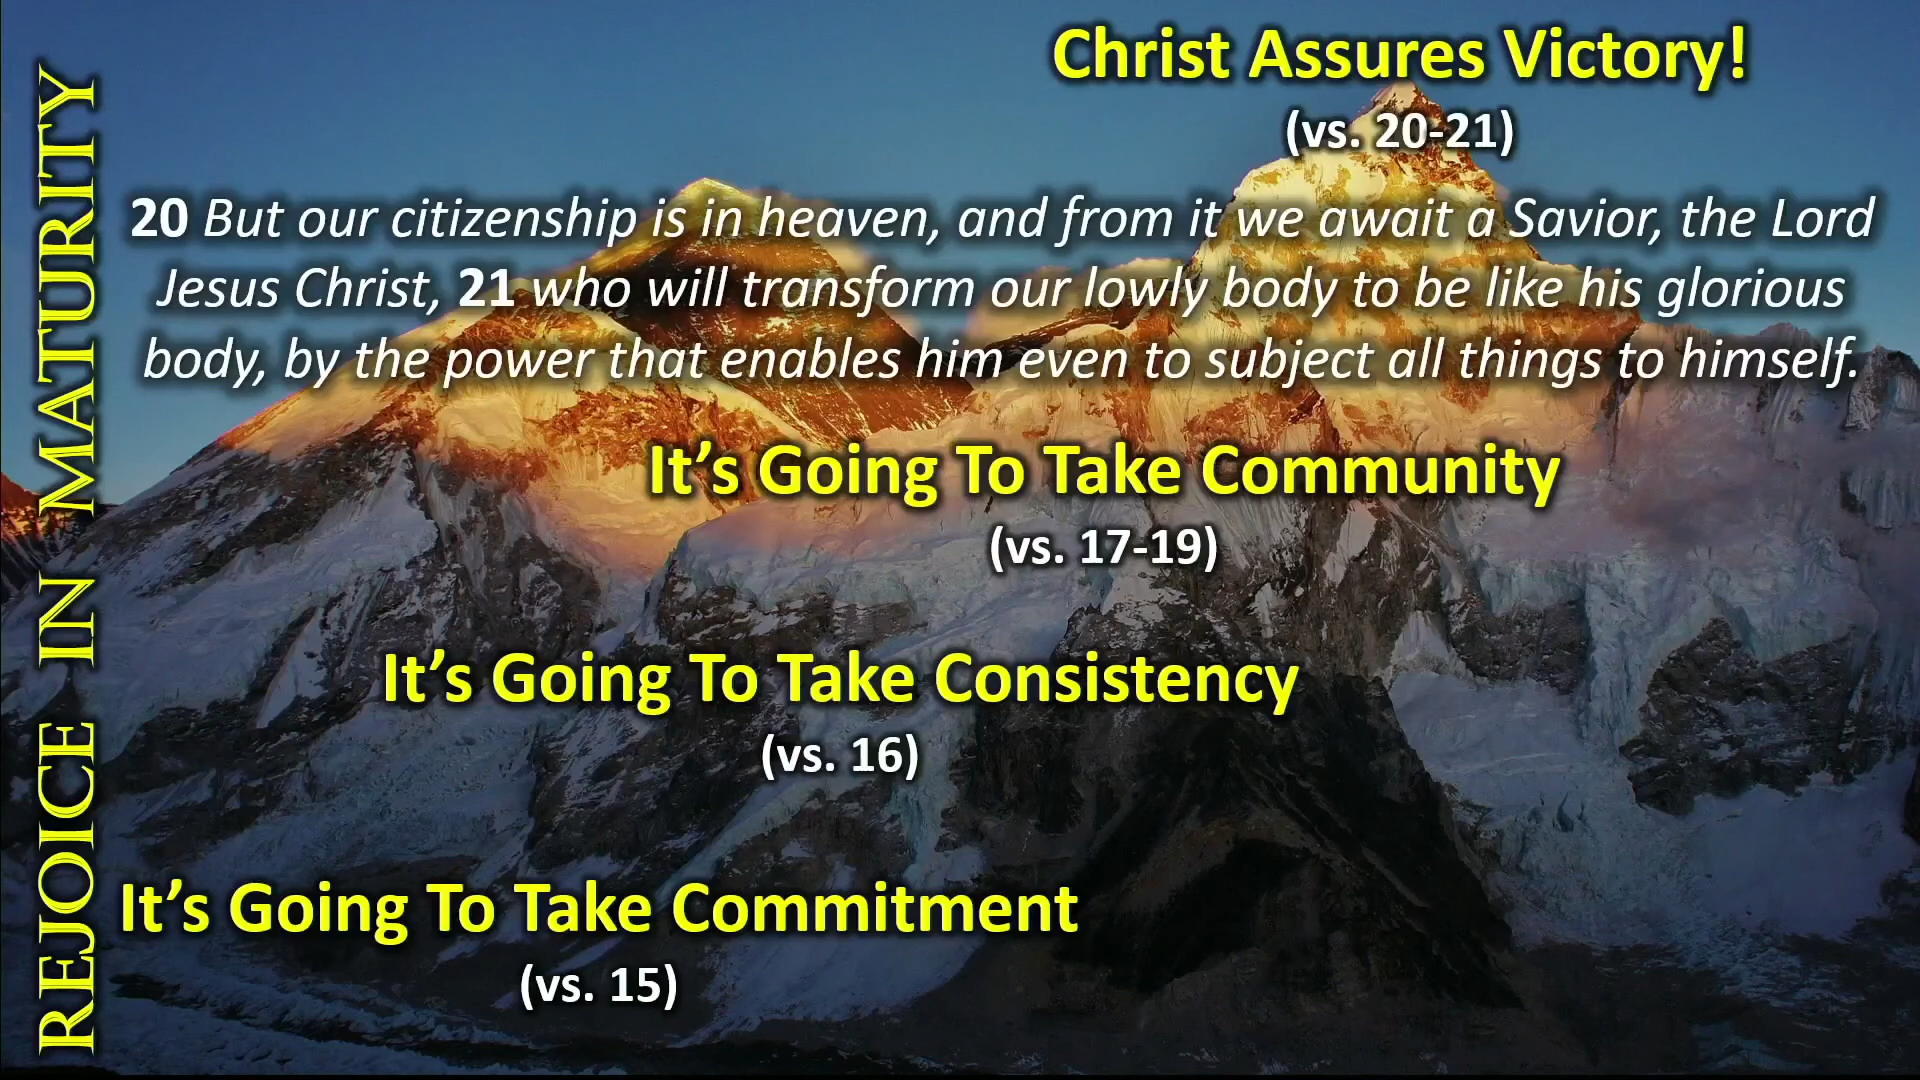 REJOICE IN MATURITY
Christ Assures Victory!
(vs. 20-21)
20 But our citizenship is in heaven, and from it we await a Savior, the Lord
Jesus Christ, 21 who will transform our lowly body to be like his glorious
body, by the power that enables him even to subject all things to himself.
It’s Going To Take Community
(vs. 17-19)
It’s Going To Take Consistency
(vs. 16)
It’s Going To Take Commitment
(vs. 15)